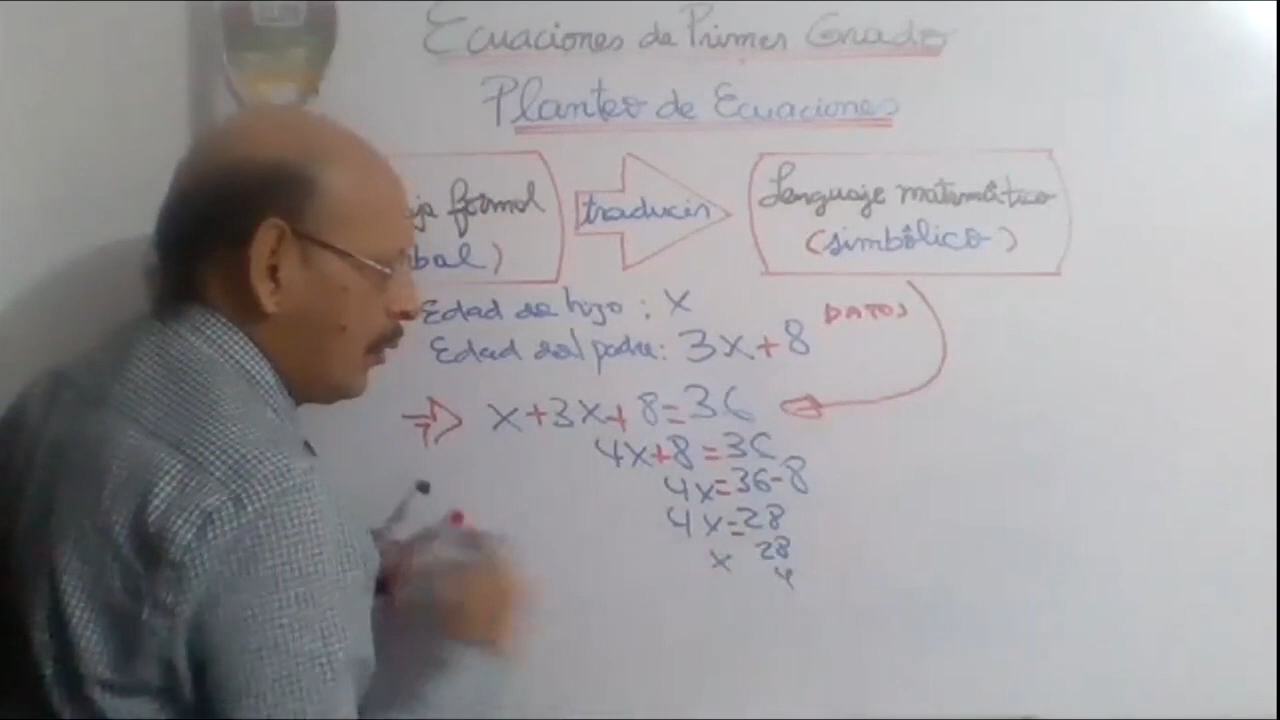 Ecuaciones de Primer Grado
Planteo de Ecuaciones
formal
traducir
Lenguaje matemático
(simbólico)
Edad de hijo : x
DATOS
Edad del padre: 3x+8
⇒ x+3x+8=36
4x+8=36
4x=36-8
4x=28
x 28
4